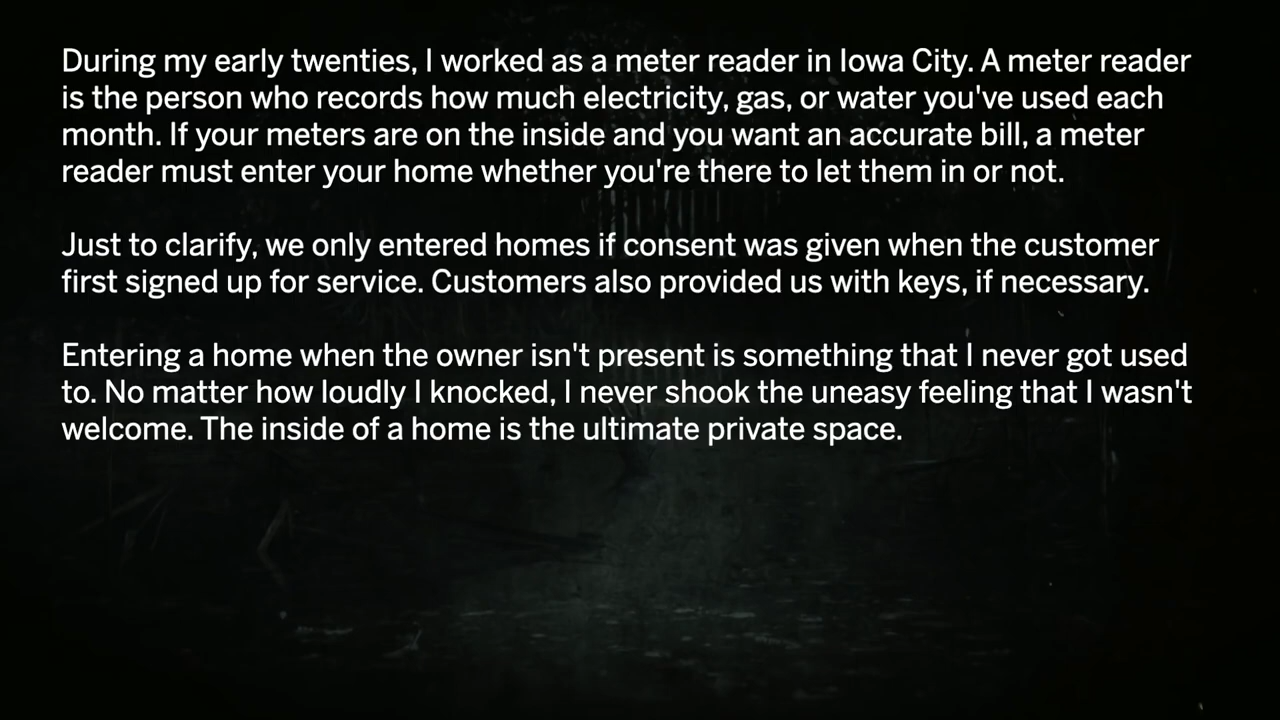 During my early twenties, I worked as a meter reader in Iowa City. A meter reader
is the person who records how much electricity, gas, or water you've used each
month. If your meters are on the inside and you want an accurate bill, a meter
reader must enter your home whether you're there to let them in or not.
Just to clarify, we only entered homes if consent was given when the customer
first signed up for service. Customers also provided us with keys, if necessary.
Entering a home when the owner isn't present is something that I never got used
to. No matter how loudly I knocked, I never shook the uneasy feeling that I wasn't
welcome. The inside of a home is the ultimate private space.